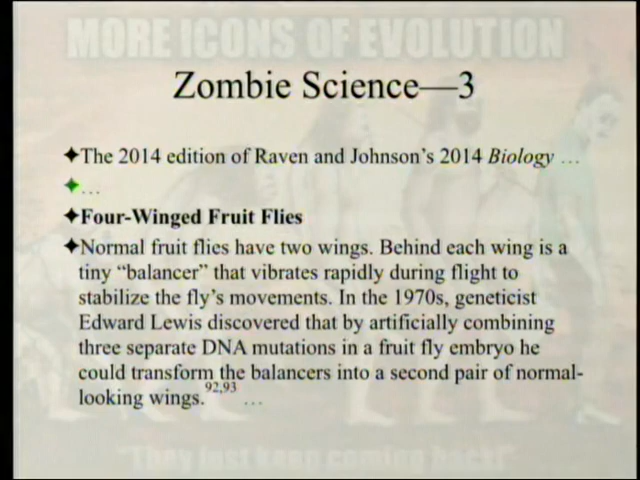 MORE ICONS OF EVOLUTION
Zombie Science—3
✦The 2014 edition of Raven and Johnson's 2014 Biology …
✦…
✦Four-Winged Fruit Flies
✦Normal fruit flies have two wings. Behind each wing is a
tiny “balancer” that vibrates rapidly during flight to
stabilize the fly's movements. In the 1970s, geneticist
Edward Lewis discovered that by artificially combining
three separate DNA mutations in a fruit fly embryo he
could transform the balancers into a second pair of normal-
looking wings.92,93 …
"They just keep coming back!"